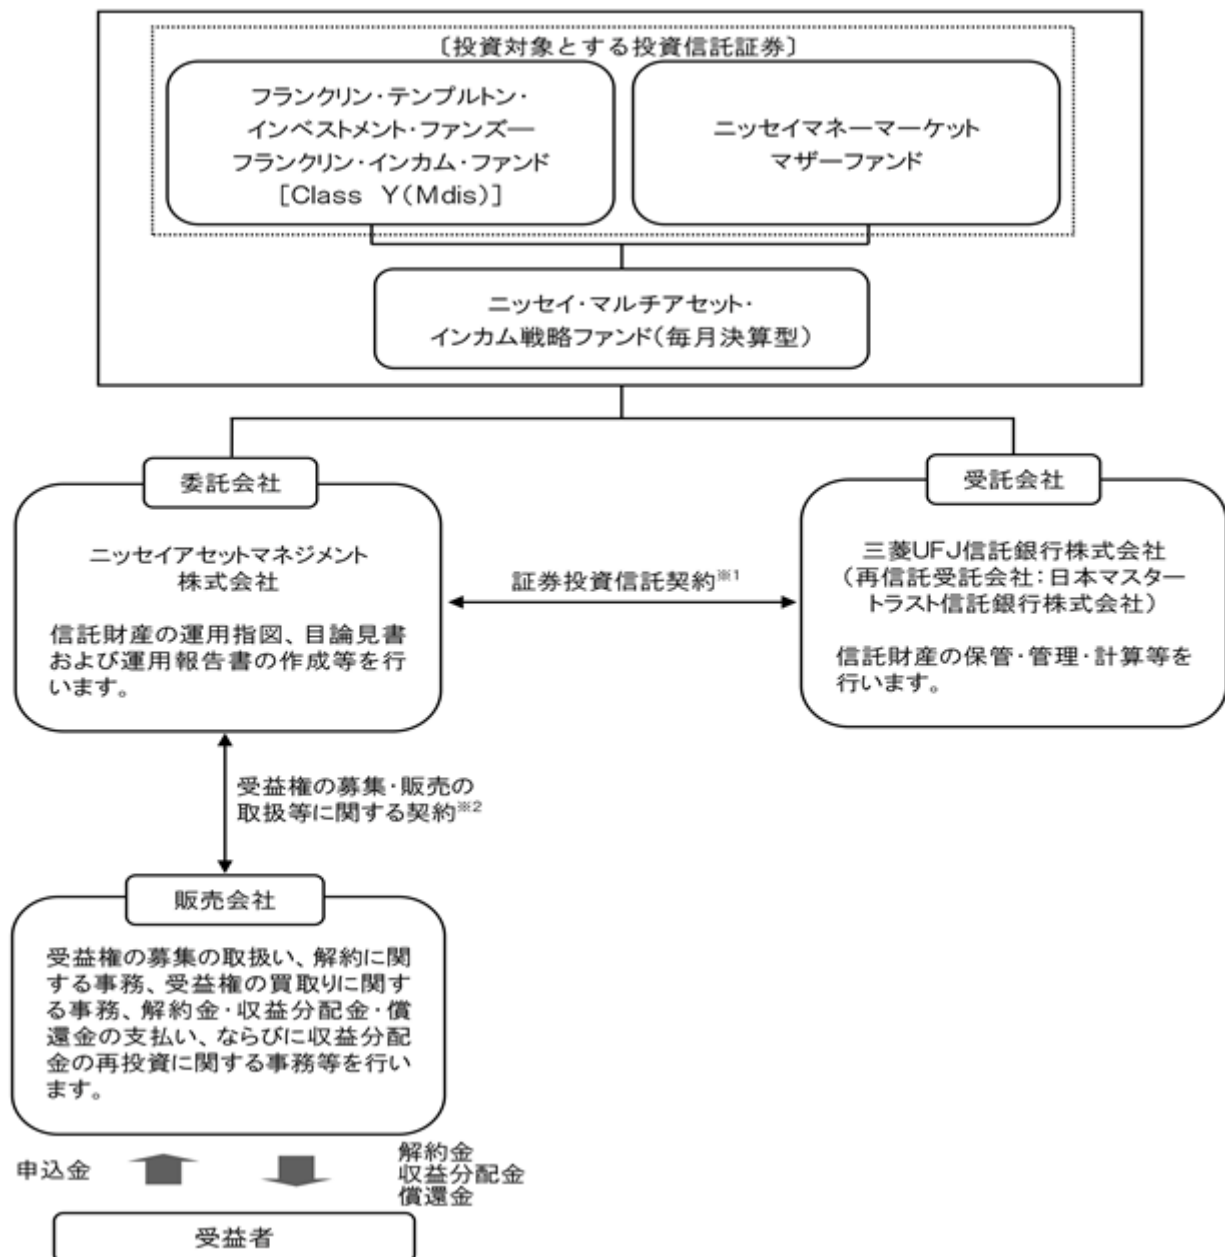 〔投資対象とする投資信託証券〕
フランクリン・テンプルトン・
インベストメント・ファンズ―
フランクリン・インカム・ファンド
[Class Y(Mdis)]
ニッセイマネーマーケット
マザーファンド
ニッセイ・マルチアセット・
インカム戦略ファンド(毎月決算型)
委託会社
ニッセイアセットマネジメント
株式会社
信託財産の運用指図、目論見書
および運用報告書の作成等を行
います。
証券投資信託契約※1
受託会社
三菱UFJ信託銀行株式会社
(再信託受託会社:日本マスター
トラスト信託銀行株式会社)
信託財産の保管・管理・計算等を
行います。
受益権の募集・販売の
取扱等に関する契約※2
販売会社
受益権の募集の取扱い、解約に関
する事務、受益権の買取りに関す
る事務、解約金・収益分配金・償
還金の支払い、ならびに収益分配
金の再投資に関する事務等を行い
ます。
申込金
解約金
収益分配金
償還金
受益者